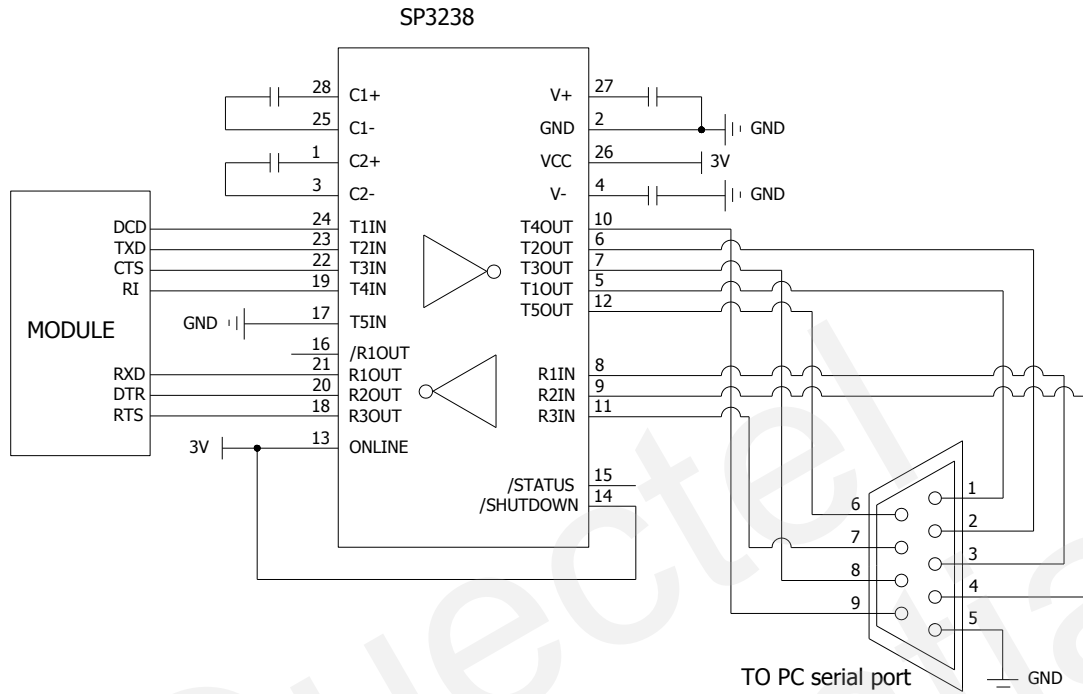 SP3238
28 C1+ V+ 27
25 C1- GND 2 GND
1 C2+ VCC 26 3V
3 C2- V- 4 GND
DCD 24 T1IN T4OUT 10
TXD 23 T2IN T2OUT 6
CTS 22 T3IN T3OUT 7
RI 19 T4IN T1OUT 5
MODULE
GND 17 T5IN T5OUT 12
16 /R1OUT
RXD 21 R1OUT R1IN 8
DTR 20 R2OUT R2IN 9
RTS 18 R3OUT R3IN 11
3V 13 ONLINE
/STATUS 15
/SHUTDOWN 14
6 1
7 2
8 3
9 4
5
TO PC serial port GND
uectel